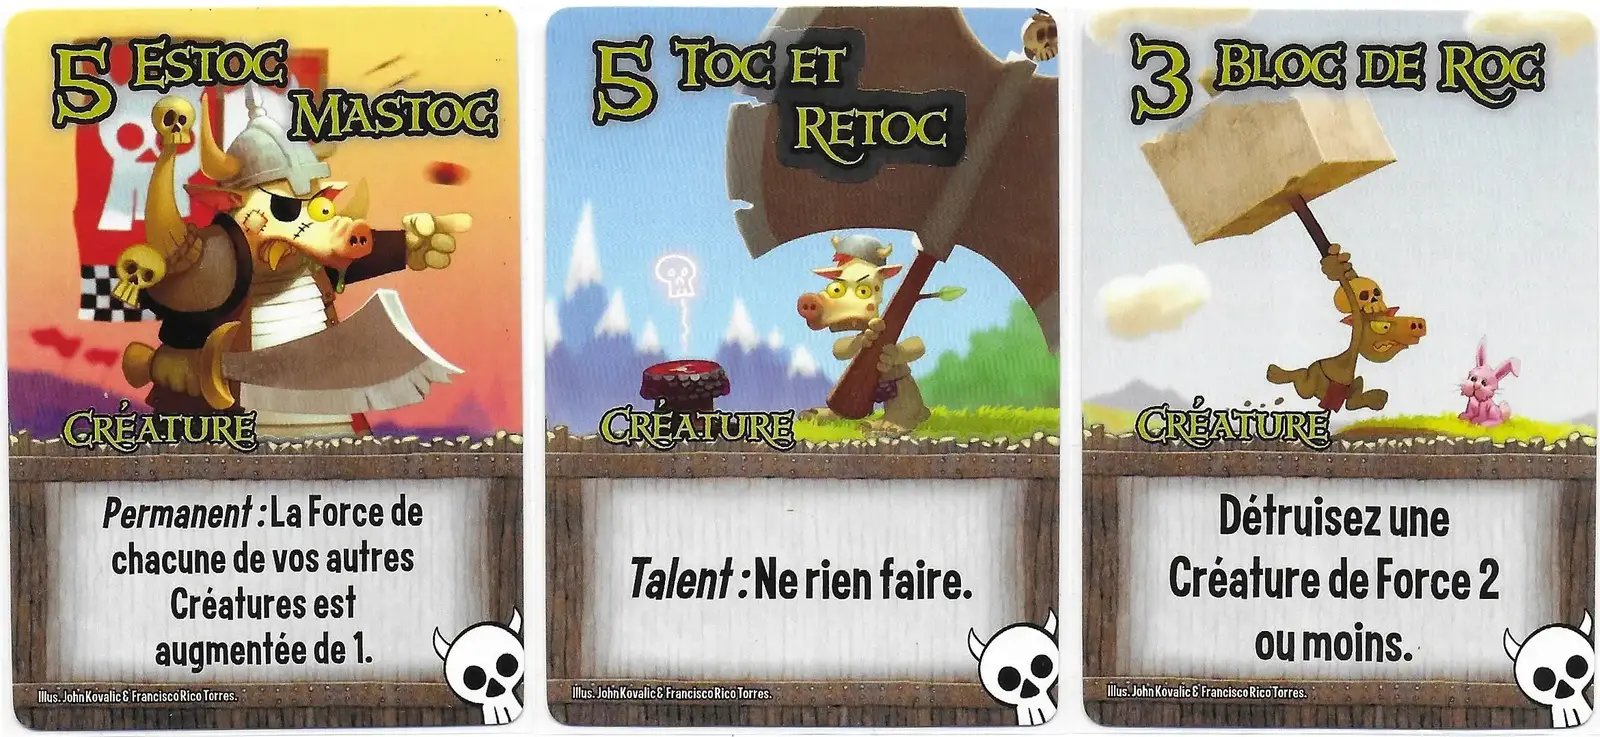 5 Estoc
Mastoc
Créature
Permanent : La Force de
chacune de vos autres
Créatures est
augmentée de 1.
Illus. John Kovalic & Francisco Rico Torres.
5 Toc et
Retoc
Créature
Talent : Ne rien faire.
Illus. John Kovalic & Francisco Rico Torres.
3 Bloc de Roc
Créature
Détruisez une
Créature de Force 2
ou moins.
Illus. John Kovalic & Francisco Rico Torres.